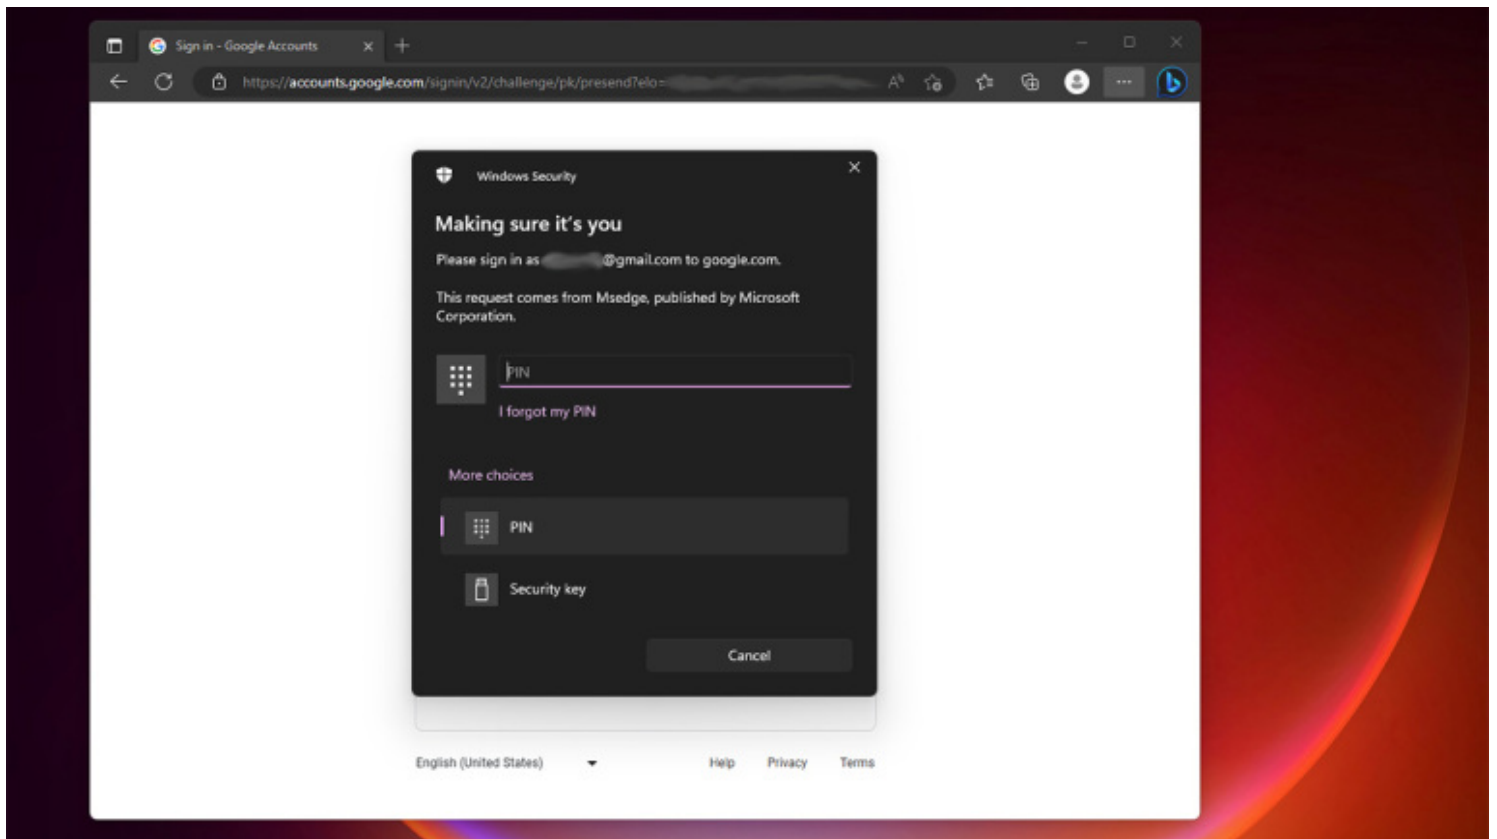 Sign in - Google Accounts
https://accounts.google.com/signin/v2/challenge/pk/presend?elo=
Windows Security
Making sure it's you
Please sign in as @gmail.com to google.com.
This request comes from Msedge, published by Microsoft
Corporation.
PIN
I forgot my PIN
More choices
PIN
Security key
Cancel
English (United States)
Help Privacy Terms